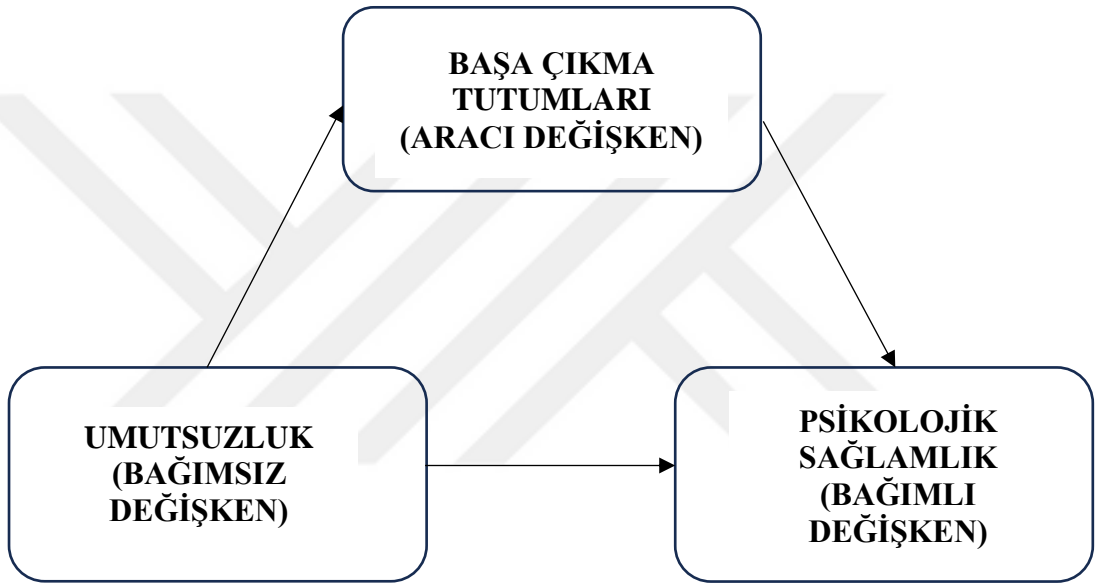 BAŞA ÇIKMA
TUTUMLARI
(ARACI DEĞİŞKEN)
UMUTSUZLUK
(BAĞIMSIZ
DEĞİŞKEN)
PSİKOLOJİK
SAĞLAMLIK
(BAĞIMLI
DEĞİŞKEN)